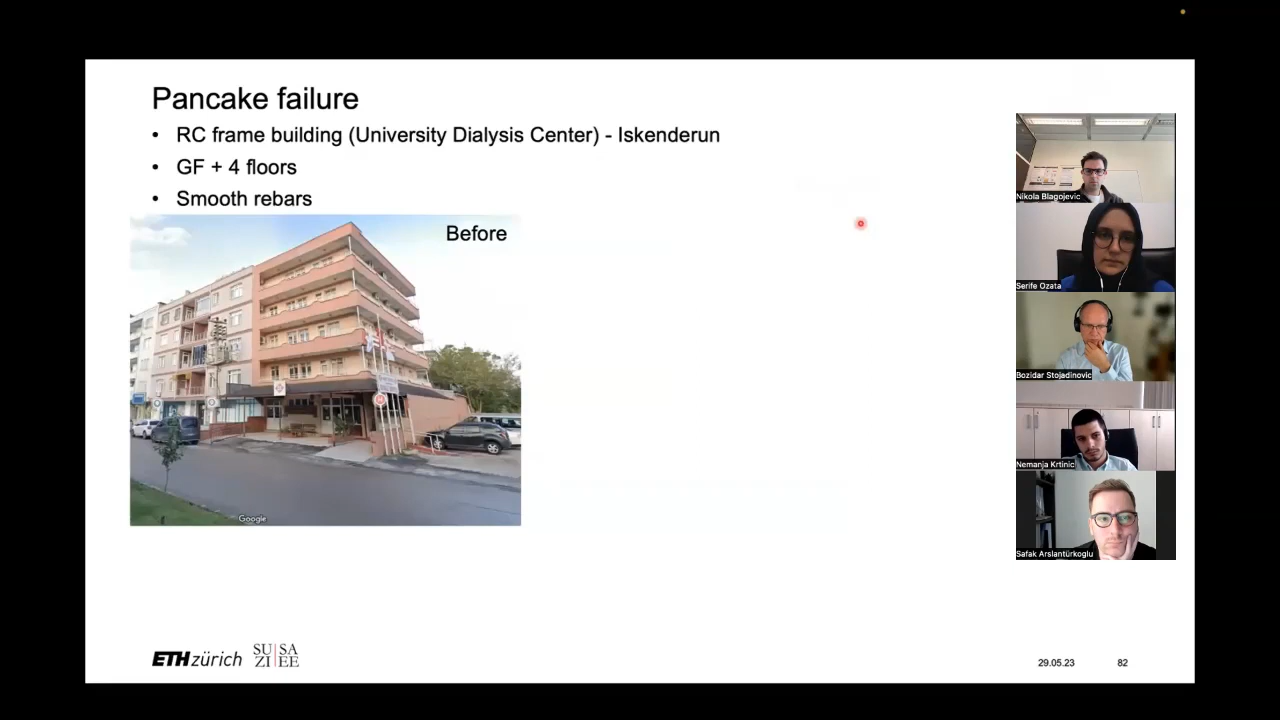 Pancake failure
• RC frame building (University Dialysis Center) - Iskenderun
• GF + 4 floors
• Smooth rebars
Before
Google
Nikola Blagojevic
Serife Ozata
Bozidar Stojadinovic
Nemanja Krtinic
Safak Arslantürkoglu
ETH zürich
SU|SA
ZI|EE
29.05.23
82